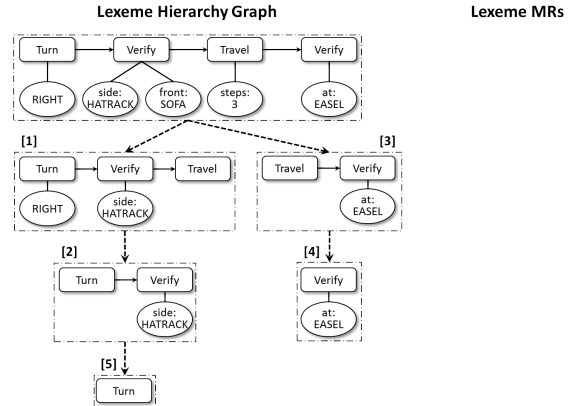 Lexeme Hierarchy Graph
Lexeme MRs
Turn Verify Travel Verify
RIGHT side: HATRACK front: SOFA steps: 3 at: EASEL
[1] [3]
Turn Verify Travel Travel Verify
RIGHT side: HATRACK at: EASEL
[2] [4]
Turn Verify Verify
side: HATRACK at: EASEL
[5]
Turn